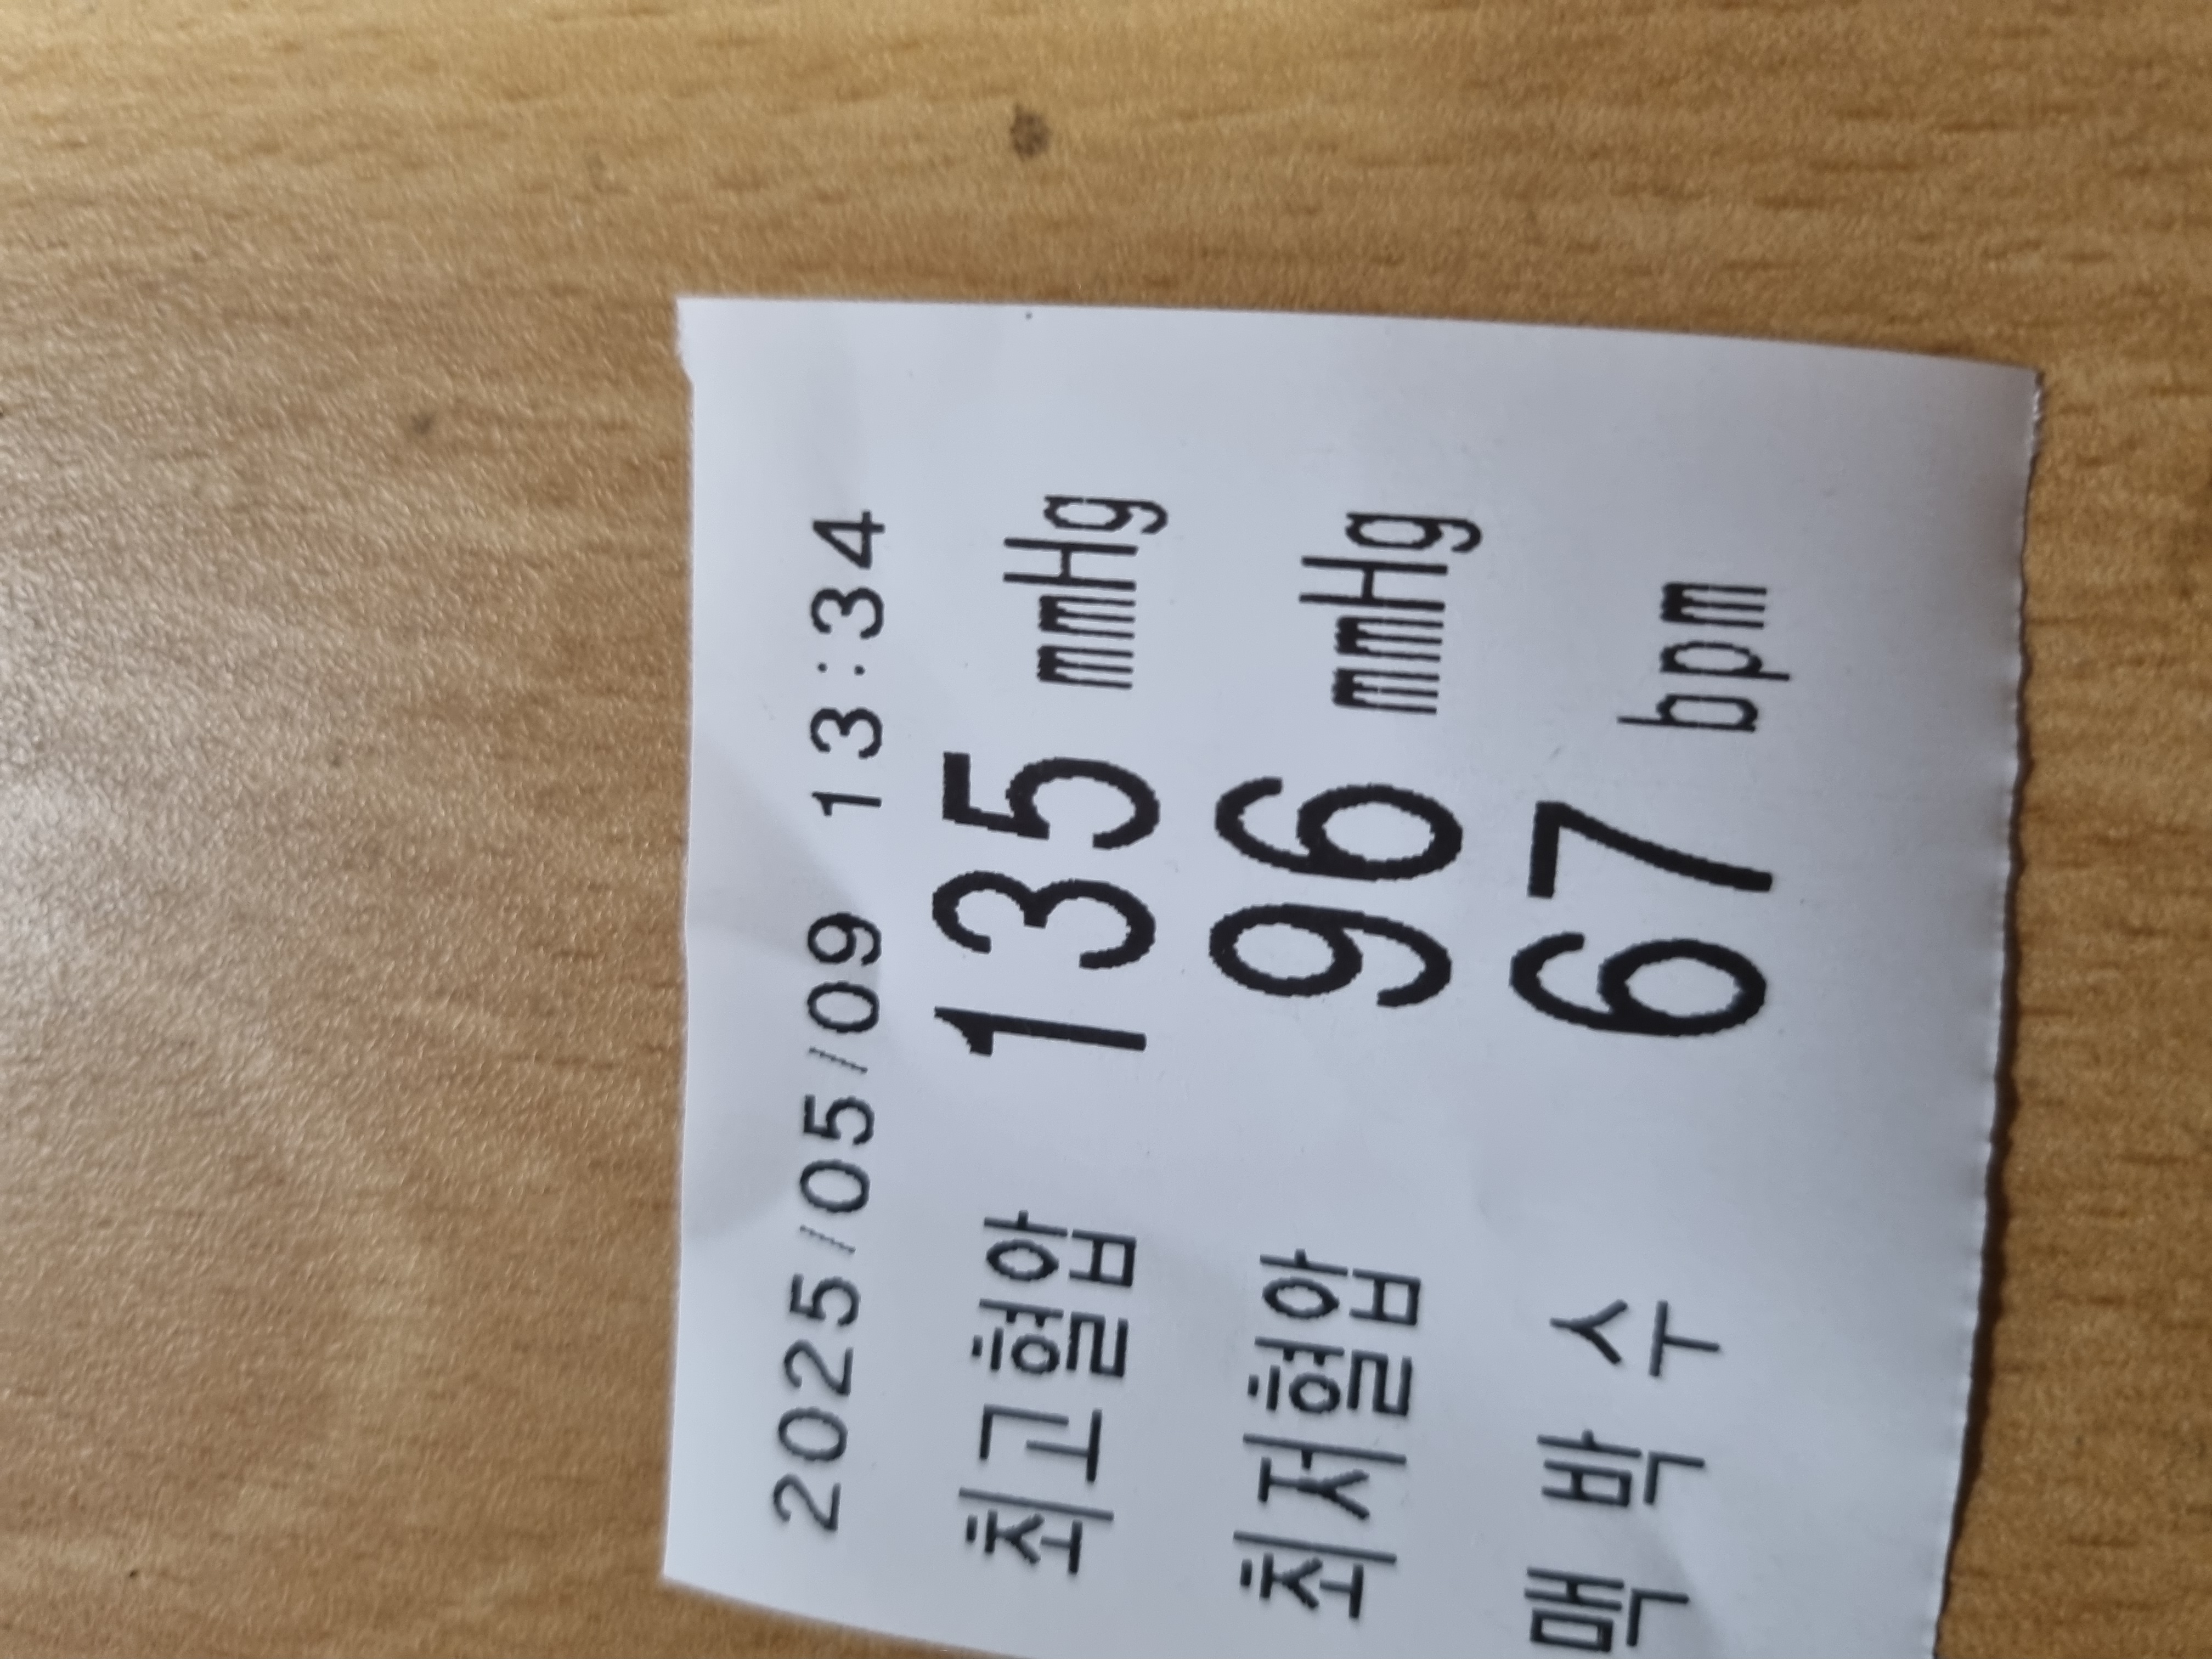 2025/05/09 13:34
최고혈압 135 mmHg
최저혈압 96 mmHg
맥 박 수 67 bpm